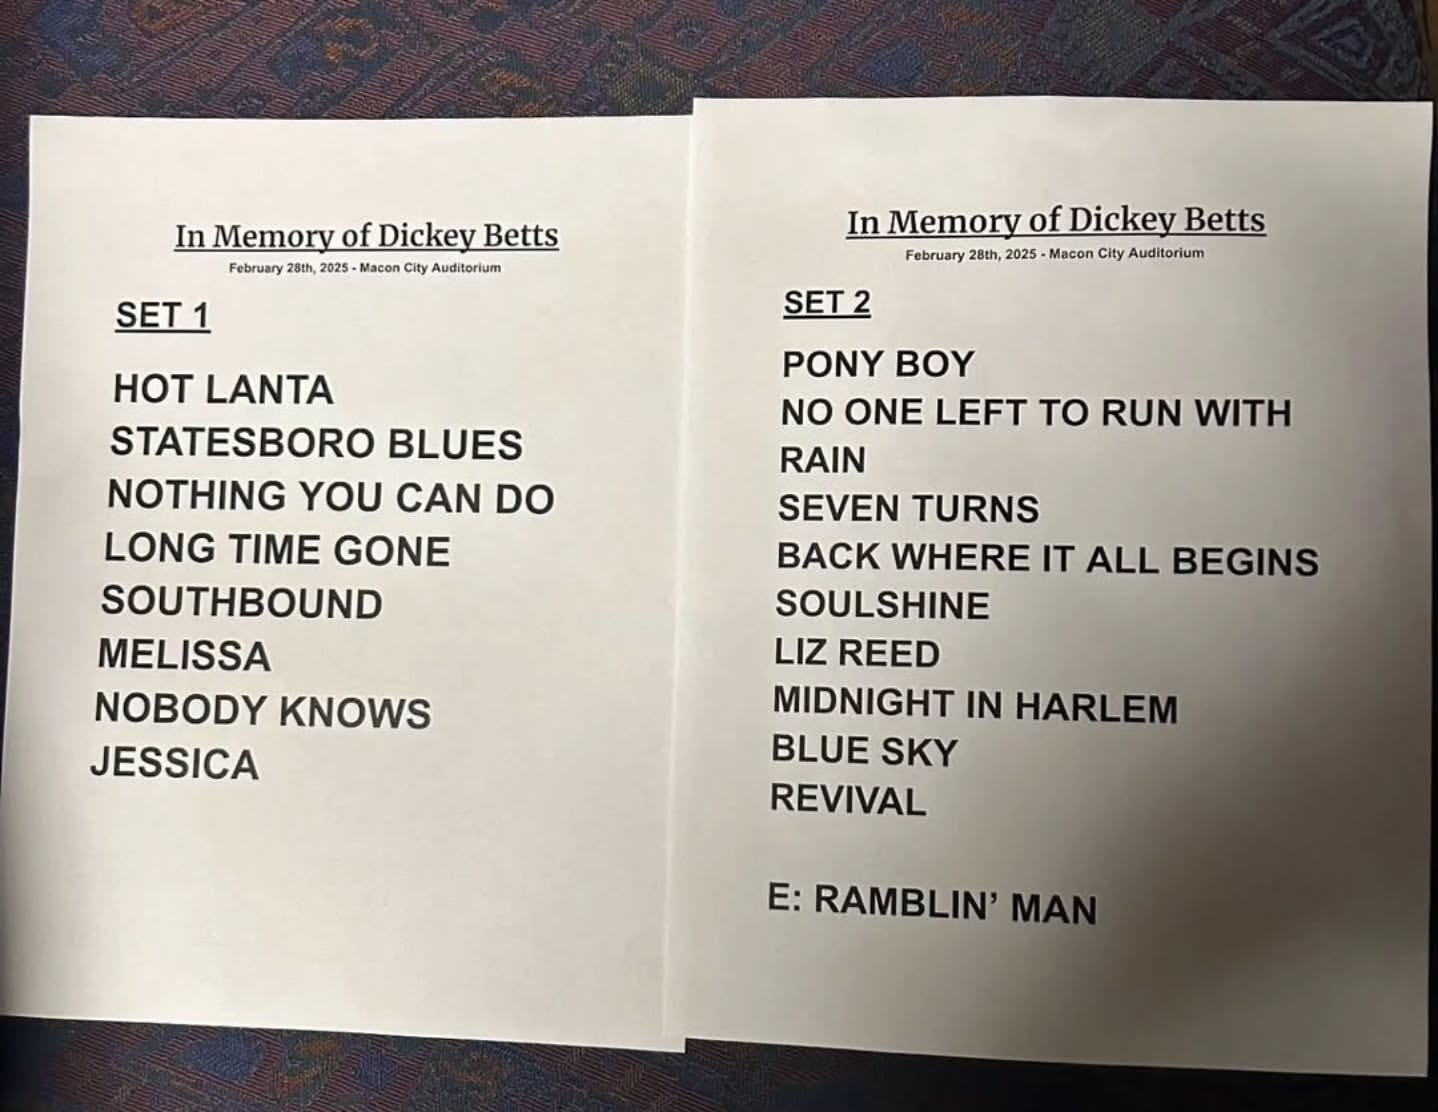 In Memory of Dickey Betts
February 28th, 2025 - Macon City Auditorium
SET 1
HOT LANTA
STATESBORO BLUES
NOTHING YOU CAN DO
LONG TIME GONE
SOUTHBOUND
MELISSA
NOBODY KNOWS
JESSICA
In Memory of Dickey Betts
February 28th, 2025 - Macon City Auditorium
SET 2
PONY BOY
NO ONE LEFT TO RUN WITH
RAIN
SEVEN TURNS
BACK WHERE IT ALL BEGINS
SOULSHINE
LIZ REED
MIDNIGHT IN HARLEM
BLUE SKY
REVIVAL
E: RAMBLIN’ MAN